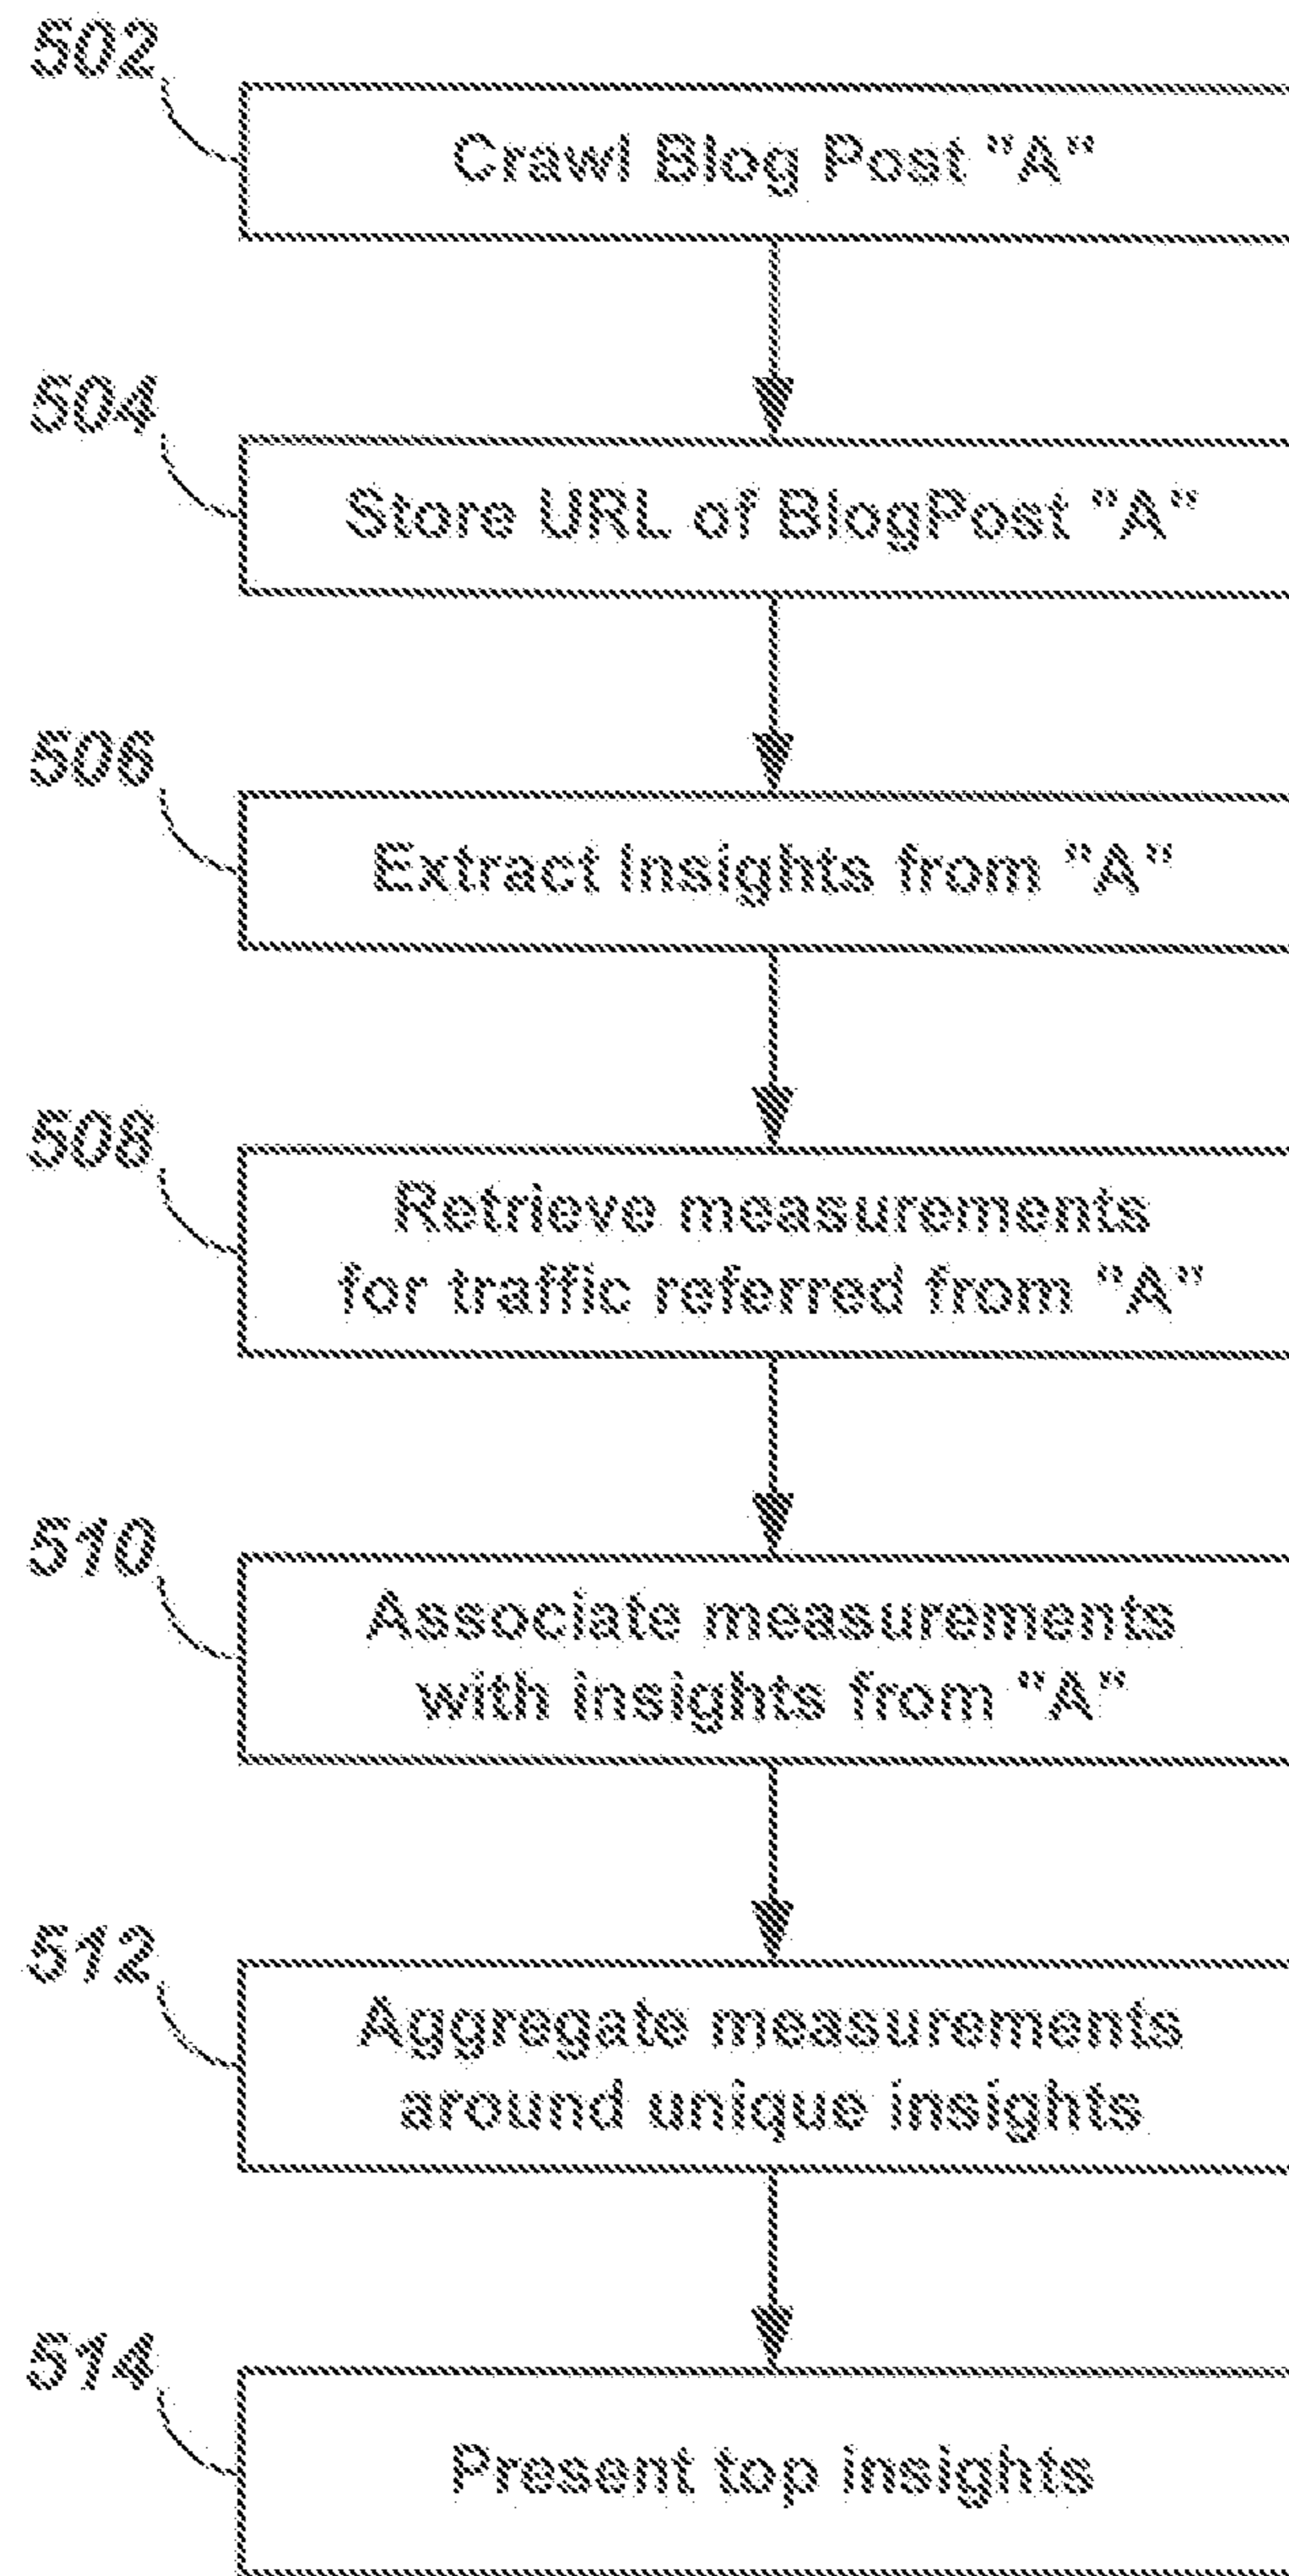 502
Crawl Blog Post "A"
504
Store URL of BlogPost "A"
506
Extract Insights from "A"
508
Retrieve measurements
for traffic referred from "A"
510
Associate measurements
with insights from "A"
512
Aggregate measurements
around unique insights
514
Present top insights